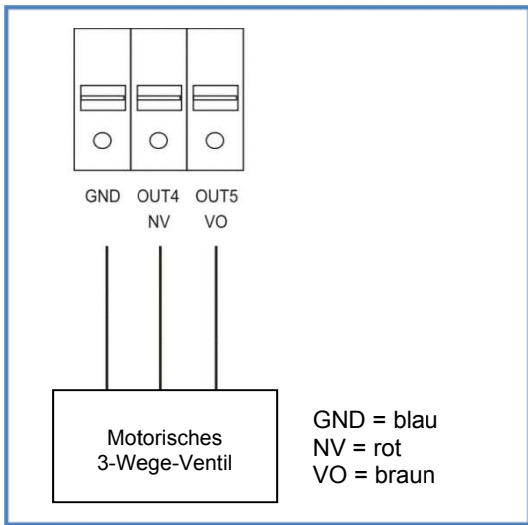 GND OUT4 OUT5
NV VO
Motorisches
3-Wege-Ventil
GND = blau
NV = rot
VO = braun